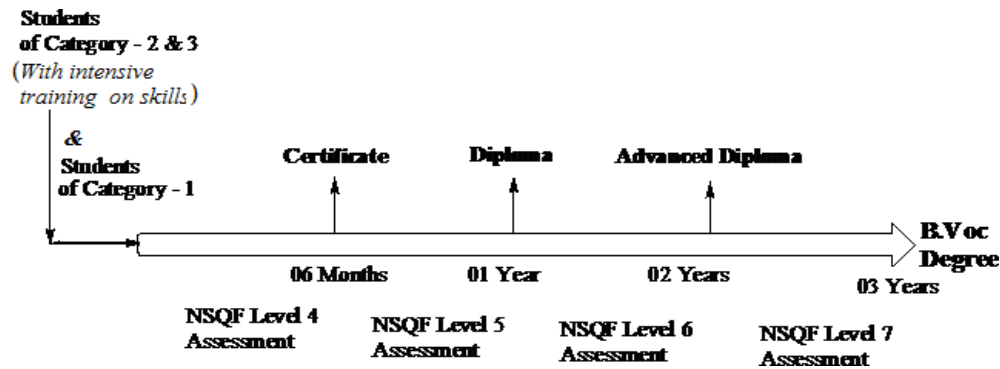 Students
of Category - 2 & 3
(With intensive
training on skills)
&
Students
of Category - 1
Certificate
Diploma
Advanced Diploma
B.Voc
Degree
06 Months
01 Year
02 Years
03 Years
NSQF Level 4
Assessment
NSQF Level 5
Assessment
NSQF Level 6
Assessment
NSQF Level 7
Assessment